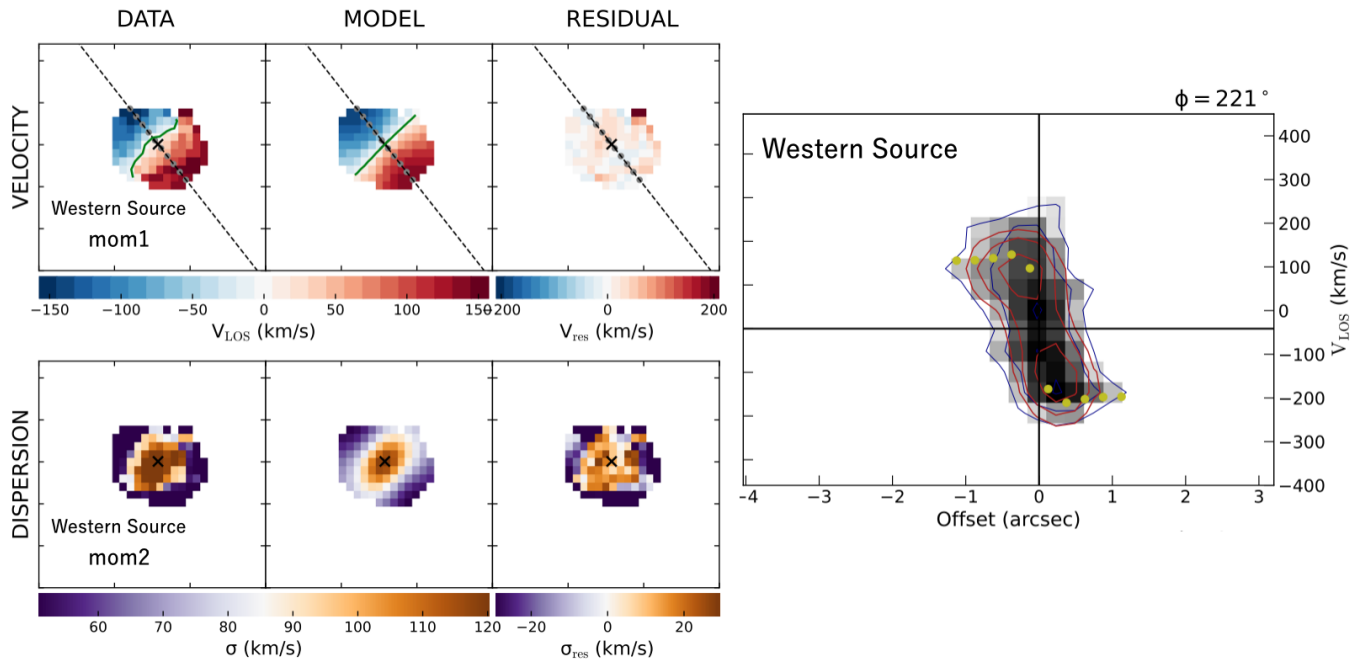 DATA MODEL RESIDUAL
VELOCITY
Western Source
mom1
−150 −100 −50 0 50 100 150
V_LOS (km/s)
−200 0 200
V_res (km/s)
DISPERSION
Western Source
mom2
60 70 80 90 100 110 120
σ (km/s)
−20 0 20
σ_res (km/s)
ϕ = 221°
Western Source
400
300
200
100
0
−100
−200
−300
−400
V_LOS (km/s)
−4 −3 −2 −1 0 1 2 3
Offset (arcsec)